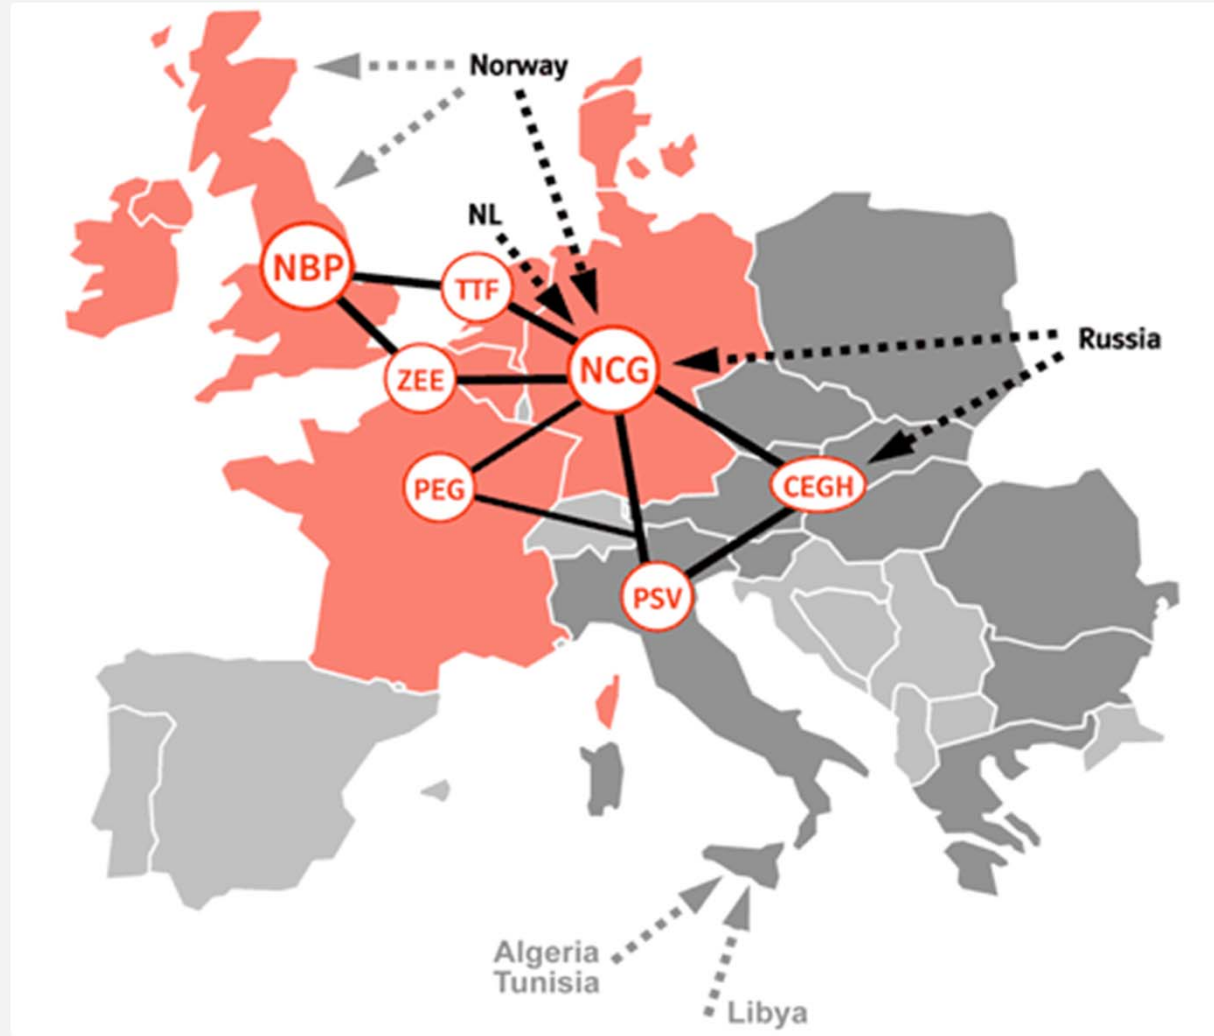 Norway
NL
NBP
TTF
Russia
ZEE
NCG
PEG
CEGH
PSV
Algeria
Tunisia
Libya